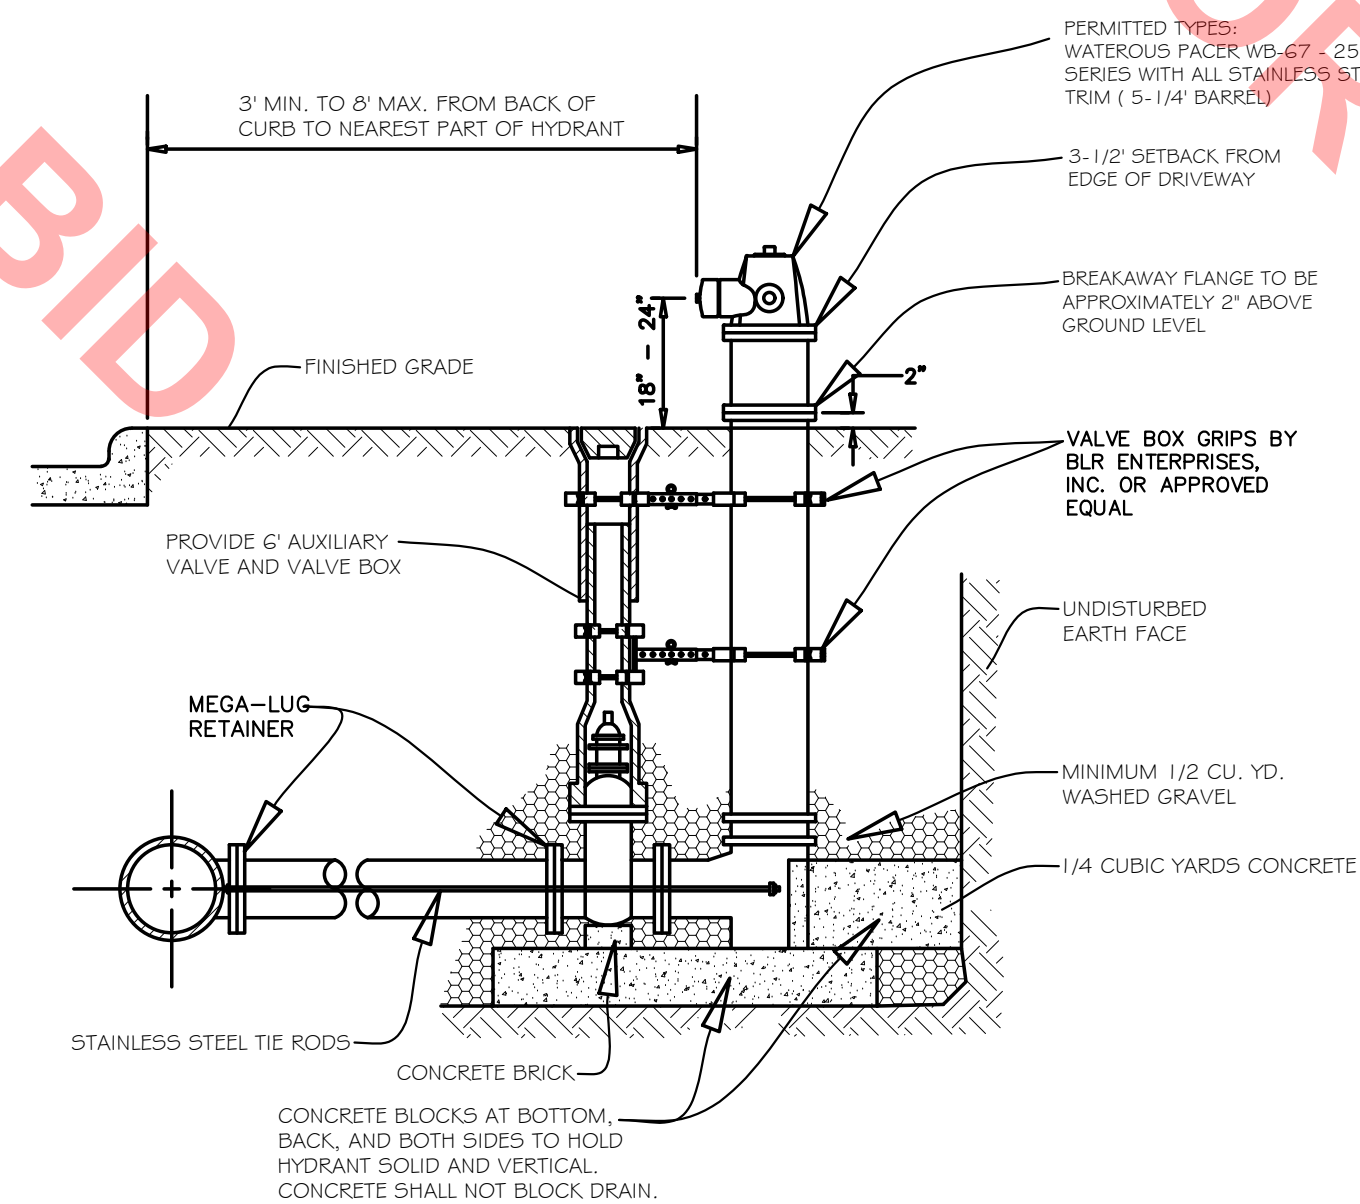 PERMITTED TYPES:
WATEROUS PACER WB-67 - 25
SERIES WITH ALL STAINLESS ST
TRIM ( 5-1/4' BARREL)
3' MIN. TO 8' MAX. FROM BACK OF
CURB TO NEAREST PART OF HYDRANT
3-1/2' SETBACK FROM
EDGE OF DRIVEWAY
BREAKAWAY FLANGE TO BE
APPROXIMATELY 2" ABOVE
GROUND LEVEL
18" - 24"
2"
FINISHED GRADE
VALVE BOX GRIPS BY
BLR ENTERPRISES,
INC. OR APPROVED
EQUAL
PROVIDE 6' AUXILIARY
VALVE AND VALVE BOX
UNDISTURBED
EARTH FACE
MEGA-LUG
RETAINER
MINIMUM 1/2 CU. YD.
WASHED GRAVEL
1/4 CUBIC YARDS CONCRETE
STAINLESS STEEL TIE RODS
CONCRETE BRICK
CONCRETE BLOCKS AT BOTTOM,
BACK, AND BOTH SIDES TO HOLD
HYDRANT SOLID AND VERTICAL.
CONCRETE SHALL NOT BLOCK DRAIN.
BID
OR